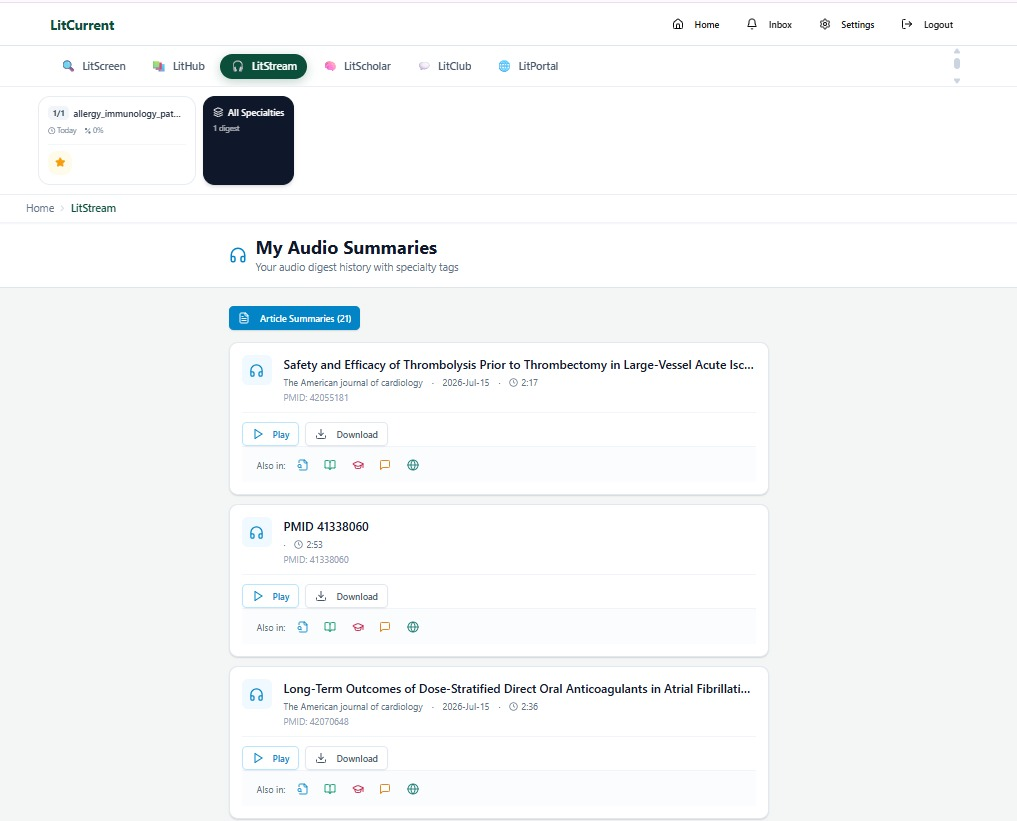 LitCurrent
Home Inbox Settings Logout
LitScreen LitHub LitStream LitScholar LitClub LitPortal
1/1 allergy_immunology_pat...
Today 0%
All Specialties
1 digest
Home LitStream
My Audio Summaries
Your audio digest history with specialty tags
Article Summaries (21)
Safety and Efficacy of Thrombolysis Prior to Thrombectomy in Large-Vessel Acute Isc...
The American journal of cardiology · 2026-Jul-15 · 2:17
PMID: 42055181
Play Download
Also in:
PMID 41338060
· 2:53
PMID: 41338060
Play Download
Also in:
Long-Term Outcomes of Dose-Stratified Direct Oral Anticoagulants in Atrial Fibrillati...
The American journal of cardiology · 2026-Jul-15 · 2:36
PMID: 42070648
Play Download
Also in: